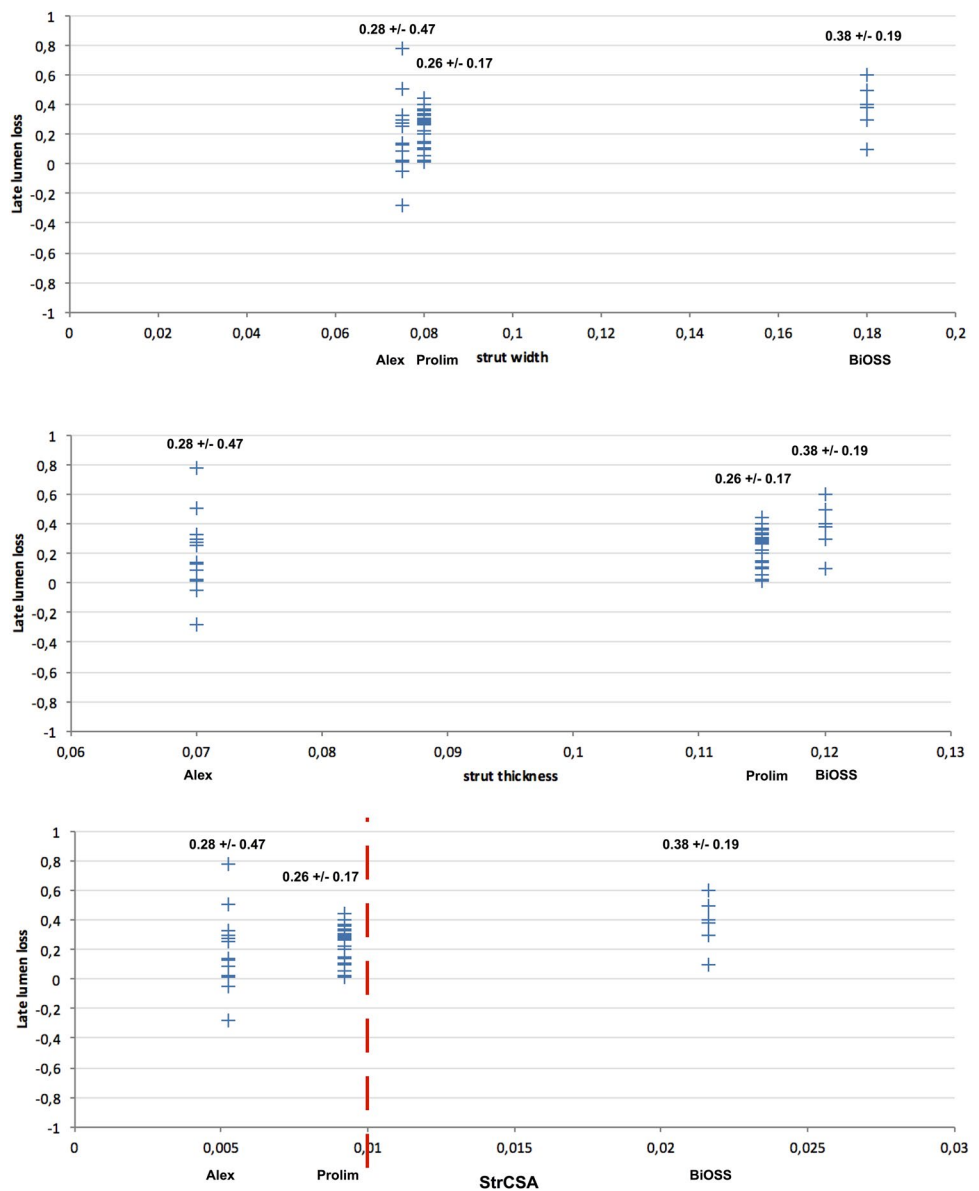 1
0,8
0,6
0,4
0,2
0
-0,2
-0,4
-0,6
-0,8
-1
Late lumen loss
0.28 +/- 0.47
0.26 +/- 0.17
0.38 +/- 0.19
0 0,02 0,04 0,06 0,08 0,1 0,12 0,14 0,16 0,18 0,2
Alex Prolim strut width BiOSS
1
0,8
0,6
0,4
0,2
0
-0,2
-0,4
-0,6
-0,8
-1
Late lumen loss
0.28 +/- 0.47
0.38 +/- 0.19
0.26 +/- 0.17
0,06 0,07 0,08 0,09 0,1 0,11 0,12 0,13
Alex strut thickness Prolim BiOSS
1
0,8
0,6
0,4
0,2
0
-0,2
-0,4
-0,6
-0,8
-1
Late lumen loss
0.28 +/- 0.47
0.38 +/- 0.19
0.26 +/- 0.17
0 0,005 0,01 0,015 0,02 0,025 0,03
Alex Prolim StrCSA BiOSS